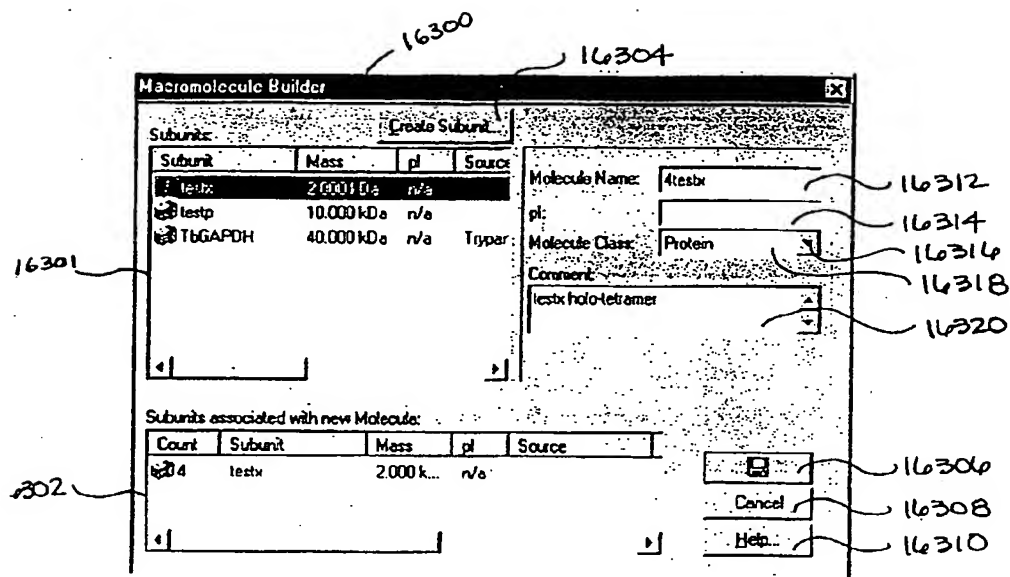 16300
16304
Macromolecule Builder
Subunits:
Create Subunit...
Subunit Mass pI Source
testx 2.000 kDa n/a
testp 10.000 kDa n/a
TbGAPDH 40.000 kDa n/a Trypar
Molecule Name: 4testx
16312
pI:
16314
Molecule Class: Protein
16316
16318
Comment:
testx holo-tetramer
16320
16301
Subunits associated with new Molecule:
Count Subunit Mass pI Source
4 testx 2.000 k... n/a
6302
16306
Cancel
16308
Help...
16310